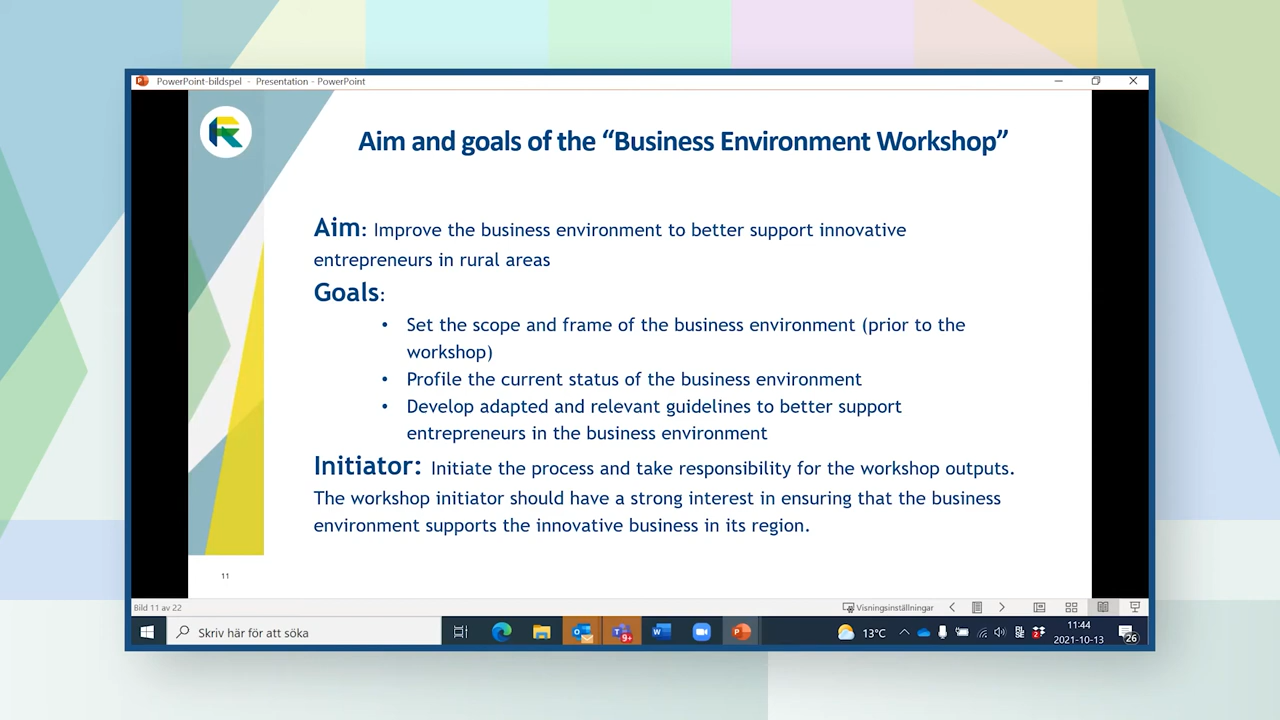 PowerPoint-bildspel - Presentation - PowerPoint
Aim and goals of the “Business Environment Workshop”
Aim: Improve the business environment to better support innovative
entrepreneurs in rural areas
Goals:
• Set the scope and frame of the business environment (prior to the
workshop)
• Profile the current status of the business environment
• Develop adapted and relevant guidelines to better support
entrepreneurs in the business environment
Initiator: Initiate the process and take responsibility for the workshop outputs.
The workshop initiator should have a strong interest in ensuring that the business
environment supports the innovative business in its region.
11
Bild 11 av 22
Visningsinställningar
Skriv här för att söka
9+
13°C
11:44
2021-10-13
26